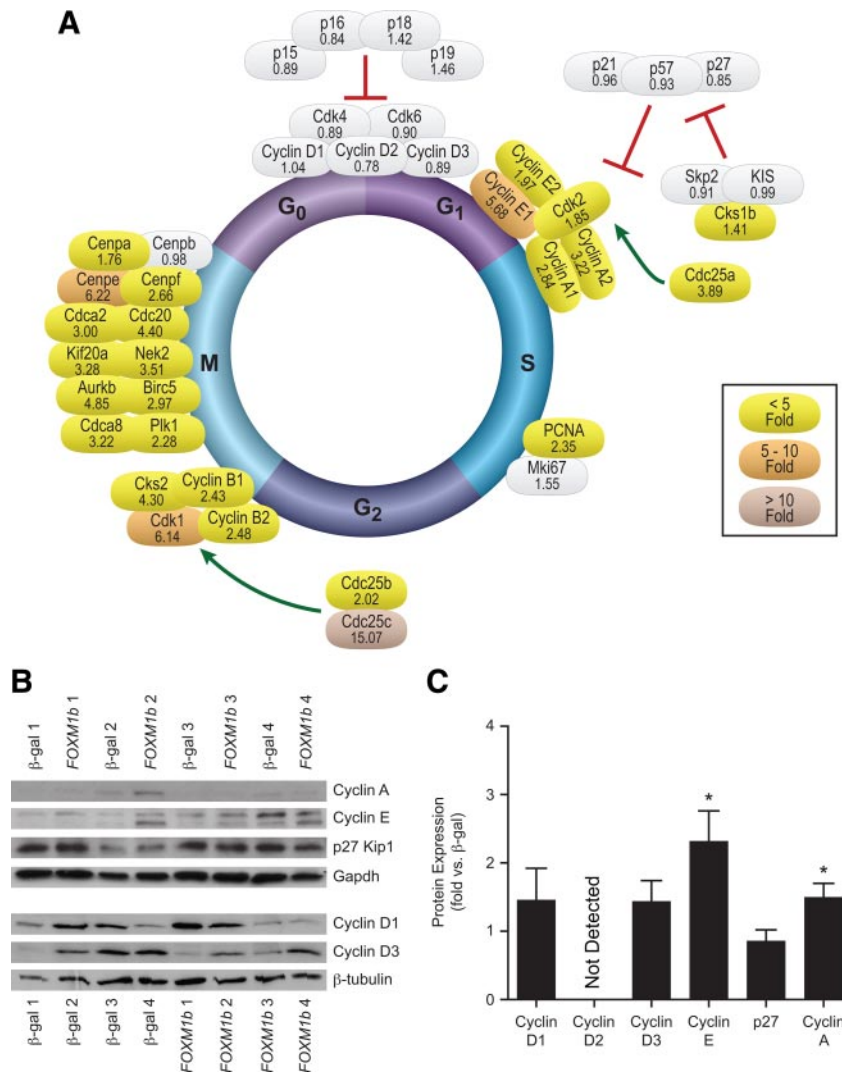 A
p16
0.84
p18
1.42
p15
0.89
p19
1.46
p21
0.96
p57
0.93
p27
0.85
Cdk4
0.89
Cdk6
0.90
Cyclin D1
1.04
Cyclin D2
0.78
Cyclin D3
0.89
Cyclin E2
1.97
Cyclin E1
5.68
Cdk2
1.85
Cyclin A2
3.22
Cyclin A1
2.84
Skp2
0.91
KIS
0.99
Cks1b
1.41
Cdc25a
3.89
G0
G1
S
G2
M
Cenpa
1.76
Cenpb
0.98
Cenpe
6.22
Cenpf
2.66
Cdca2
3.00
Cdc20
4.40
Kif20a
3.28
Nek2
3.51
Aurkb
4.85
Birc5
2.97
Cdca8
3.22
Plk1
2.28
PCNA
2.35
Mki67
1.55
Cks2
4.30
Cyclin B1
2.43
Cdk1
6.14
Cyclin B2
2.48
Cdc25b
2.02
Cdc25c
15.07
< 5
Fold
5 - 10
Fold
> 10
Fold
B
β-gal 1
FOXM1b 1
β-gal 2
FOXM1b 2
β-gal 3
FOXM1b 3
β-gal 4
FOXM1b 4
Cyclin A
Cyclin E
p27 Kip1
Gapdh
Cyclin D1
Cyclin D3
β-tubulin
β-gal 1
β-gal 2
β-gal 3
β-gal 4
FOXM1b 1
FOXM1b 2
FOXM1b 3
FOXM1b 4
C
Protein Expression
(fold vs. β-gal)
4
3
2
1
0
Not Detected
*
*
Cyclin
D1
Cyclin
D2
Cyclin
D3
Cyclin
E
p27
Cyclin
A